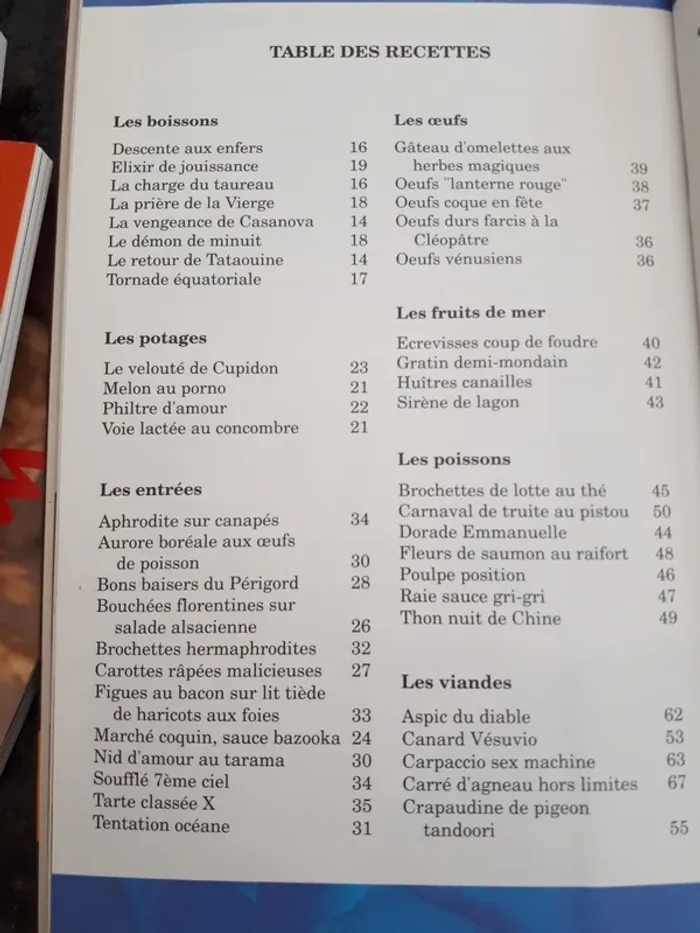 TABLE DES RECETTES
Les boissons
Descente aux enfers 16
Elixir de jouissance 19
La charge du taureau 16
La prière de la Vierge 18
La vengeance de Casanova 14
Le démon de minuit 18
Le retour de Tataouine 14
Tornade équatoriale 17
Les potages
Le velouté de Cupidon 23
Melon au porno 21
Philtre d'amour 22
Voie lactée au concombre 21
Les entrées
Aphrodite sur canapés 34
Aurore boréale aux œufs
de poisson 30
Bons baisers du Périgord 28
Bouchées florentines sur
salade alsacienne 26
Brochettes hermaphrodites 32
Carottes râpées malicieuses 27
Figues au bacon sur lit tiède
de haricots aux foies 33
Marché coquin, sauce bazooka 24
Nid d'amour au tarama 30
Soufflé 7ème ciel 34
Tarte classée X 35
Tentation océane 31
Les œufs
Gâteau d'omelettes aux
herbes magiques 39
Oeufs "lanterne rouge" 38
Oeufs coque en fête 37
Oeufs durs farcis à la
Cléopâtre 36
Oeufs vénusiens 36
Les fruits de mer
Ecrevisses coup de foudre 40
Gratin demi-mondain 42
Huîtres canailles 41
Sirène de lagon 43
Les poissons
Brochettes de lotte au thé 45
Carnaval de truite au pistou 50
Dorade Emmanuelle 44
Fleurs de saumon au raifort 48
Poulpe position 46
Raie sauce gri-gri 47
Thon nuit de Chine 49
Les viandes
Aspic du diable 62
Canard Vésuvio 53
Carpaccio sex machine 63
Carré d'agneau hors limites 67
Crapaudine de pigeon
tandoori 55